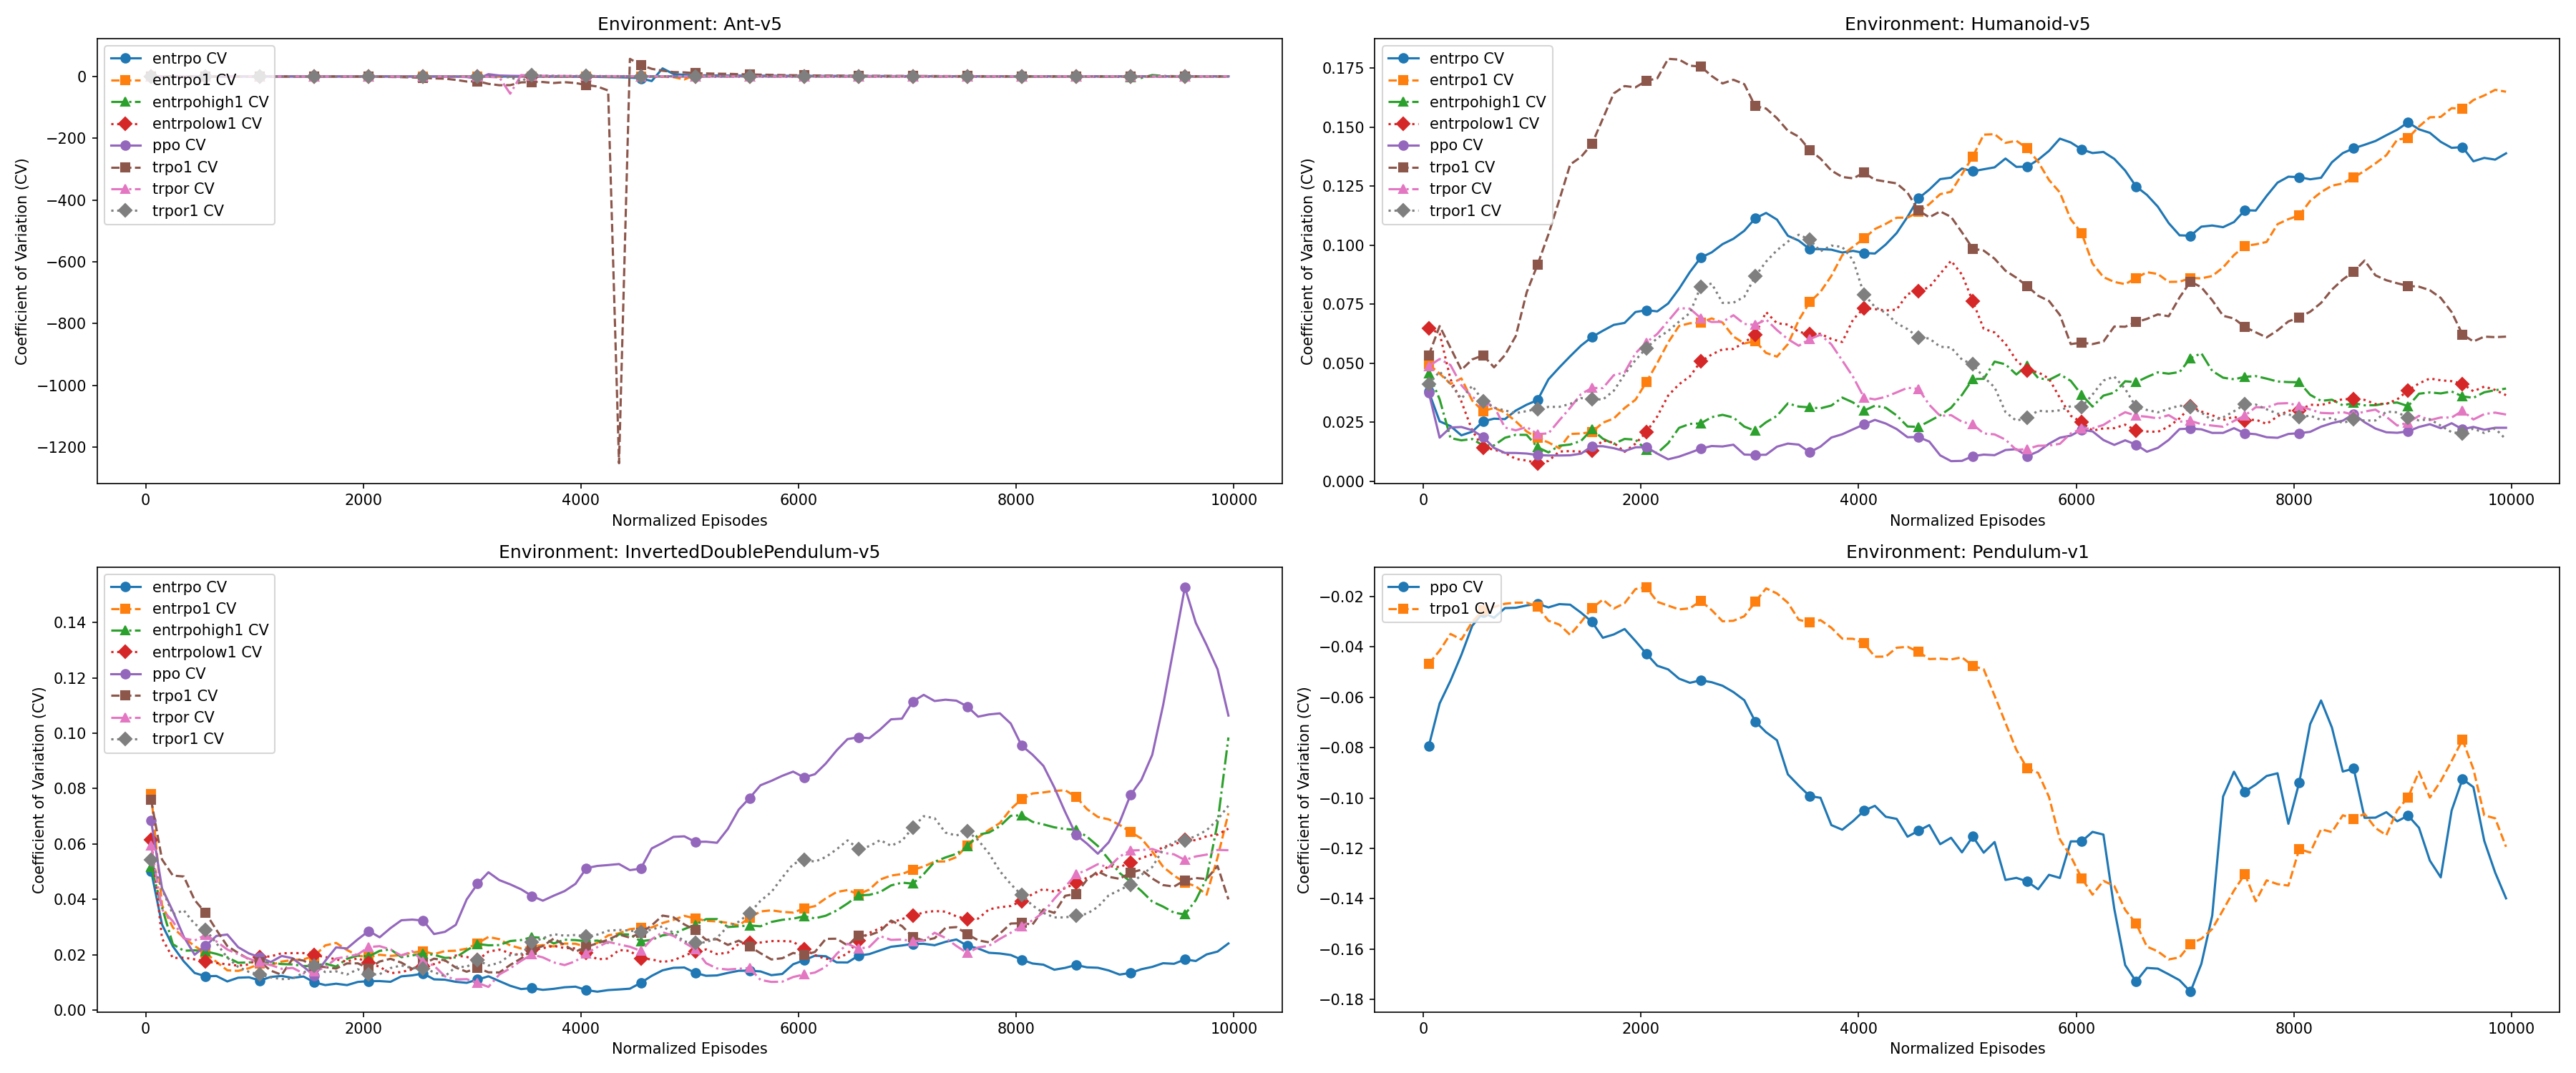 Environment: Ant-v5
entrpo CV
entrpo1 CV
entrpohigh1 CV
entrpolow1 CV
ppo CV
trpo1 CV
trpor CV
trpor1 CV
0
−200
−400
−600
−800
−1000
−1200
Coefficient of Variation (CV)
0 2000 4000 6000 8000 10000
Normalized Episodes
Environment: Humanoid-v5
entrpo CV
entrpo1 CV
entrpohigh1 CV
entrpolow1 CV
ppo CV
trpo1 CV
trpor CV
trpor1 CV
0.175
0.150
0.125
0.100
0.075
0.050
0.025
0.000
Coefficient of Variation (CV)
0 2000 4000 6000 8000 10000
Normalized Episodes
Environment: InvertedDoublePendulum-v5
entrpo CV
entrpo1 CV
entrpohigh1 CV
entrpolow1 CV
ppo CV
trpo1 CV
trpor CV
trpor1 CV
0.14
0.12
0.10
0.08
0.06
0.04
0.02
0.00
Coefficient of Variation (CV)
0 2000 4000 6000 8000 10000
Normalized Episodes
Environment: Pendulum-v1
ppo CV
trpo1 CV
−0.02
−0.04
−0.06
−0.08
−0.10
−0.12
−0.14
−0.16
−0.18
Coefficient of Variation (CV)
0 2000 4000 6000 8000 10000
Normalized Episodes